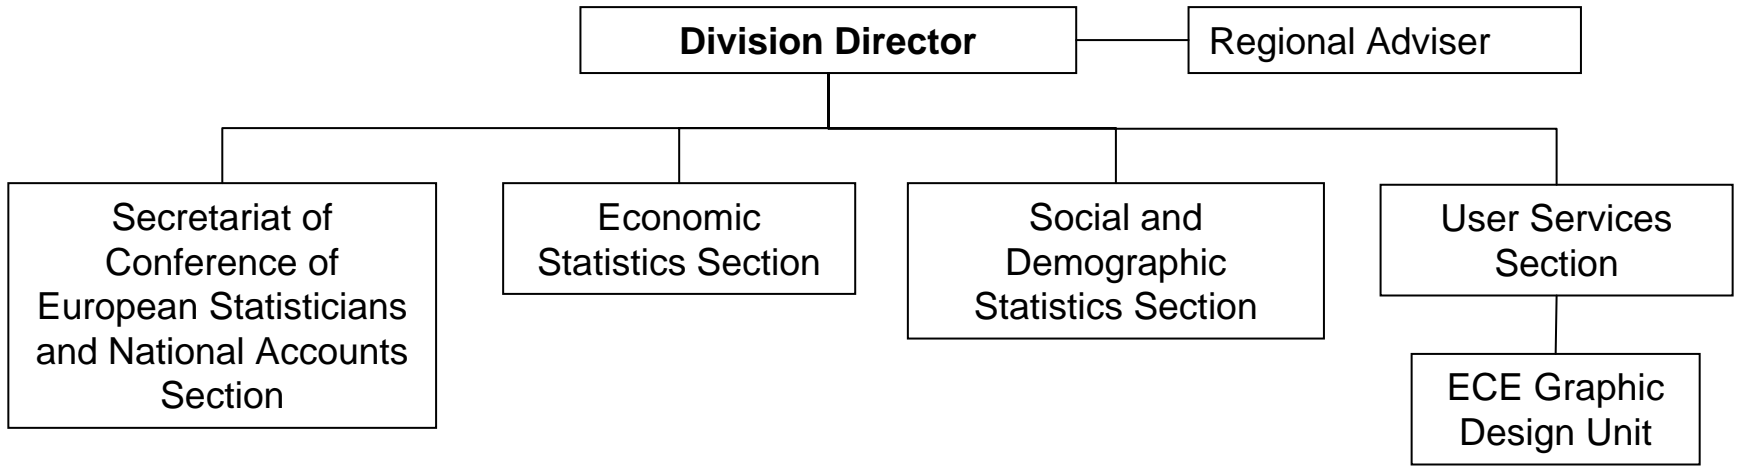 Division Director
Regional Adviser
Secretariat of
Conference of
European Statisticians
and National Accounts
Section
Economic
Statistics Section
Social and
Demographic
Statistics Section
User Services
Section
ECE Graphic
Design Unit